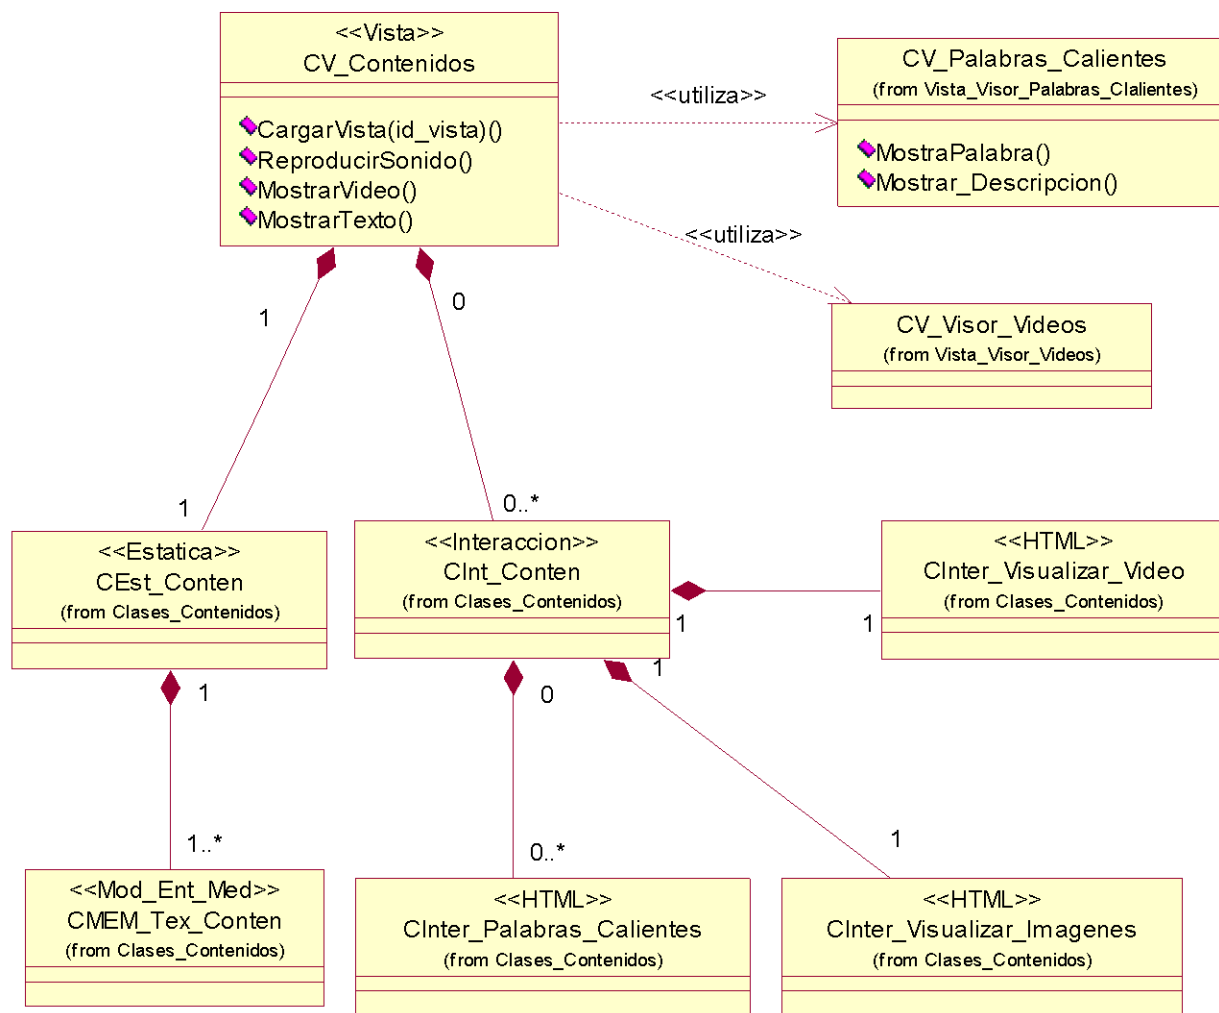 <<Vista>>
CV_Contenidos
CargarVista(id_vista)()
ReproducirSonido()
MostrarVideo()
MostrarTexto()
<<utiliza>>
CV_Palabras_Calientes
(from Vista_Visor_Palabras_Clalientes)
MostraPalabra()
Mostrar_Descripcion()
<<utiliza>>
CV_Visor_Videos
(from Vista_Visor_Videos)
1
0
1
0..*
<<Estatica>>
CEst_Conten
(from Clases_Contenidos)
<<Interaccion>>
CInt_Conten
(from Clases_Contenidos)
<<HTML>>
CInter_Visualizar_Video
(from Clases_Contenidos)
1
1
1
0
1
1..*
0..*
1
<<Mod_Ent_Med>>
CMEM_Tex_Conten
(from Clases_Contenidos)
<<HTML>>
CInter_Palabras_Calientes
(from Clases_Contenidos)
<<HTML>>
CInter_Visualizar_Imagenes
(from Clases_Contenidos)